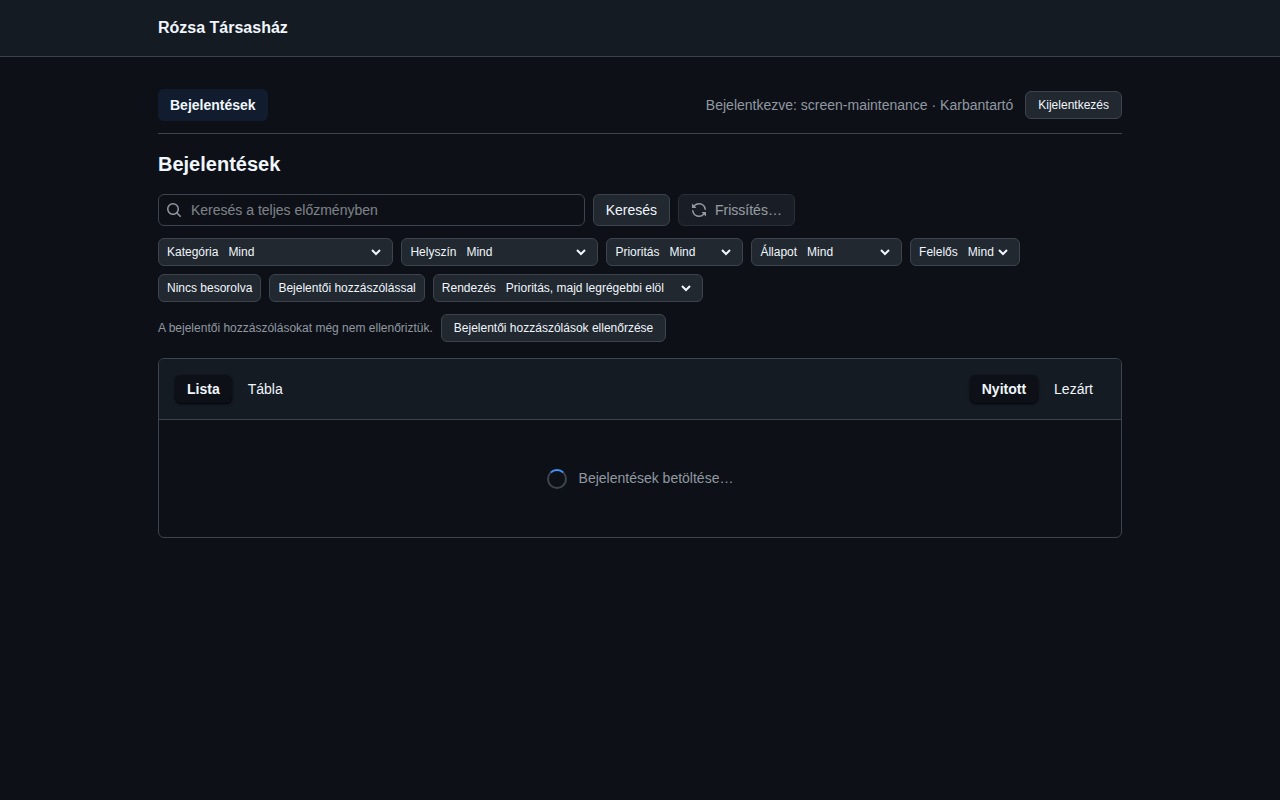 Rózsa Társasház
Bejelentések
Bejelentkezve: screen-maintenance · Karbantartó
Kijelentkezés
Bejelentések
Keresés a teljes előzményben
Keresés
Frissítés…
Kategória Mind
Helyszín Mind
Prioritás Mind
Állapot Mind
Felelős Mind
Nincs besorolva
Bejelentői hozzászólással
Rendezés Prioritás, majd legrégebbi elöl
A bejelentői hozzászólásokat még nem ellenőriztük.
Bejelentői hozzászólások ellenőrzése
Lista
Tábla
Nyitott
Lezárt
Bejelentések betöltése…